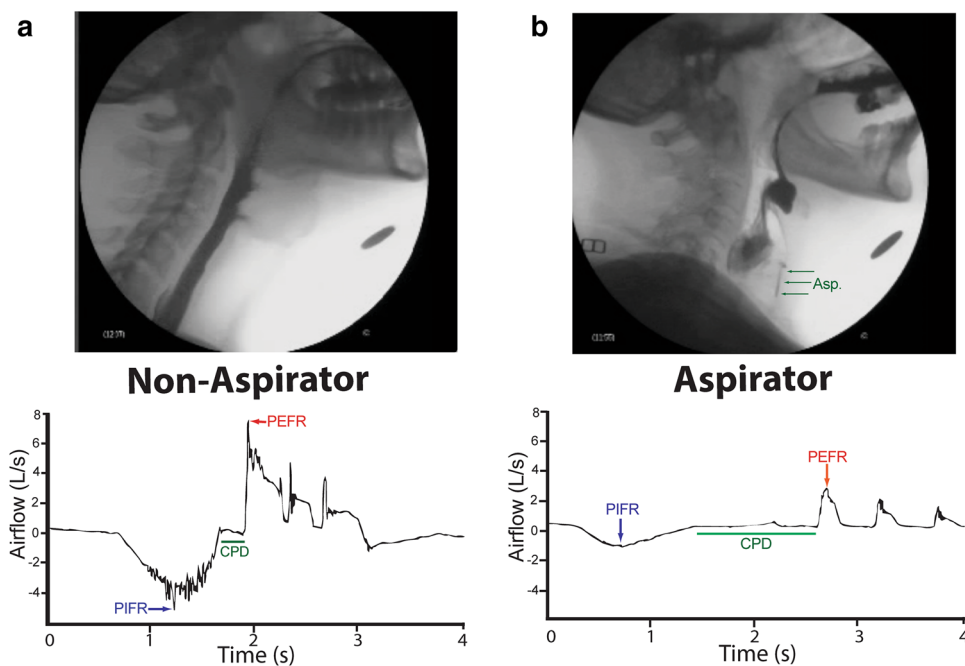 a
b
Asp.
Non-Aspirator
Aspirator
8
6
4
2
0
-2
-4
Airflow (L/s)
PEFR
CPD
PIFR
0
1
2
3
4
Time (s)
8
6
4
2
0
-2
-4
Airflow (L/s)
PIFR
CPD
PEFR
0
1
2
3
4
Time (s)